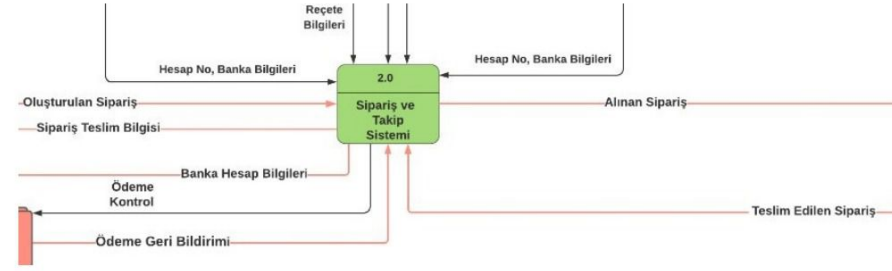 Reçete
Bilgileri
Hesap No, Banka Bilgileri
Hesap No, Banka Bilgileri
2.0
Oluşturulan Sipariş
Sipariş ve
Takip
Sistemi
Alınan Sipariş
Sipariş Teslim Bilgisi
Banka Hesap Bilgileri
Ödeme
Kontrol
Teslim Edilen Sipariş
Ödeme Geri Bildirimi